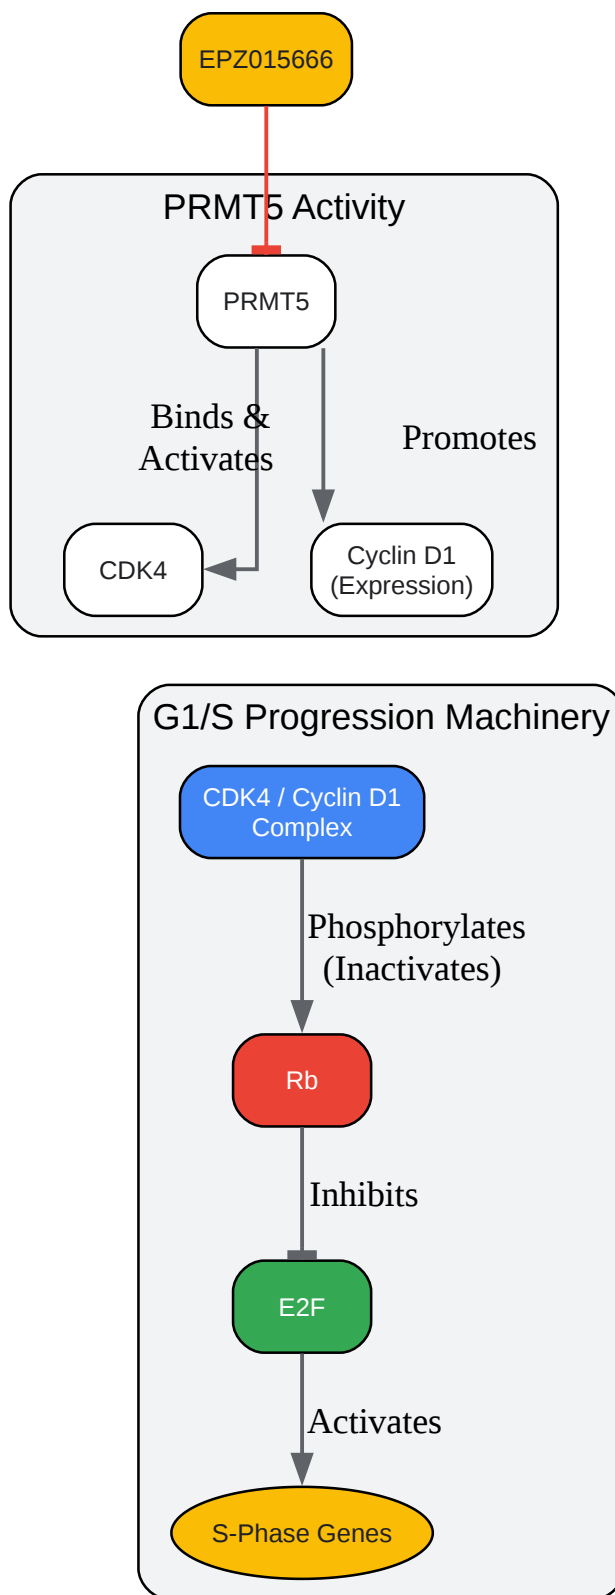 EPZ015666
PRMT5 Activity
PRMT5
Binds &
Activates
Promotes
CDK4
Cyclin D1
(Expression)
G1/S Progression Machinery
CDK4 / Cyclin D1
Complex
Phosphorylates
(Inactivates)
Rb
Inhibits
E2F
Activates
S-Phase Genes